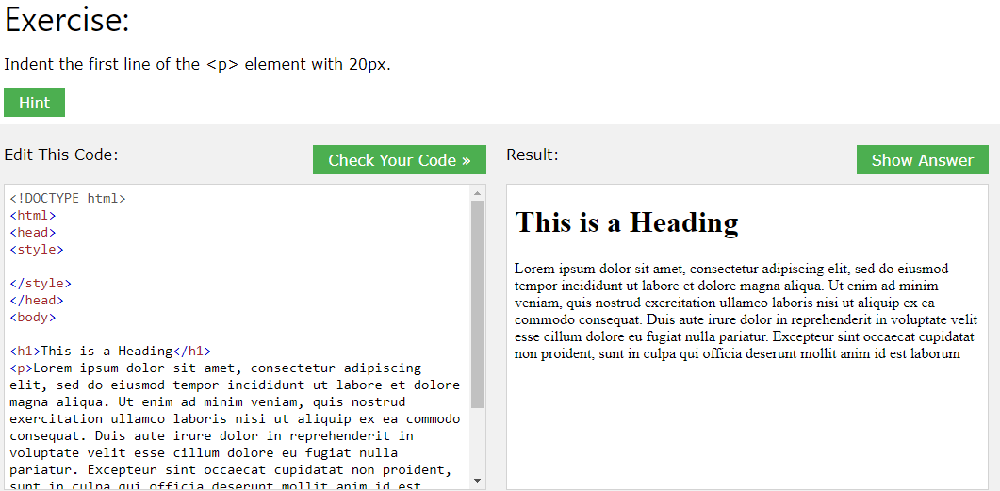 Exercise:
Indent the first line of the <p> element with 20px.
Hint
Edit This Code:
Check Your Code »
<!DOCTYPE html>
<html>
<head>
<style>
</style>
</head>
<body>
<h1>This is a Heading</h1>
<p>Lorem ipsum dolor sit amet, consectetur adipiscing
elit, sed do eiusmod tempor incididunt ut labore et dolore
magna aliqua. Ut enim ad minim veniam, quis nostrud
exercitation ullamco laboris nisi ut aliquip ex ea commodo
consequat. Duis aute irure dolor in reprehenderit in
voluptate velit esse cillum dolore eu fugiat nulla
pariatur. Excepteur sint occaecat cupidatat non proident,
sunt in culpa qui officia deserunt mollit anim id est
Result:
Show Answer
This is a Heading
Lorem ipsum dolor sit amet, consectetur adipiscing elit, sed do eiusmod
tempor incididunt ut labore et dolore magna aliqua. Ut enim ad minim
veniam, quis nostrud exercitation ullamco laboris nisi ut aliquip ex ea
commodo consequat. Duis aute irure dolor in reprehenderit in voluptate velit
esse cillum dolore eu fugiat nulla pariatur. Excepteur sint occaecat cupidatat
non proident, sunt in culpa qui officia deserunt mollit anim id est laborum